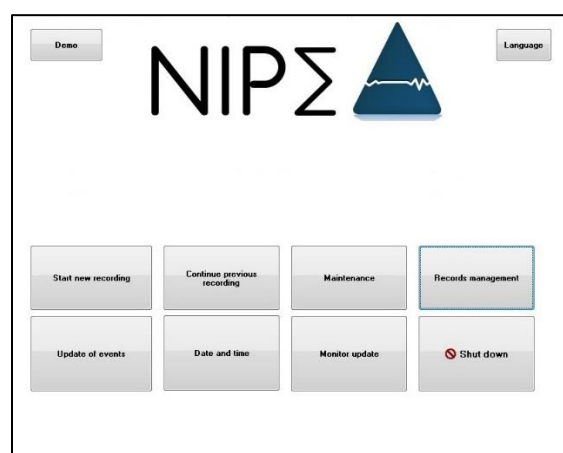 Demo
Language
NIPΣ
Start new recording
Continue previous
recording
Maintenance
Records management
Update of events
Date and time
Monitor update
Shut down